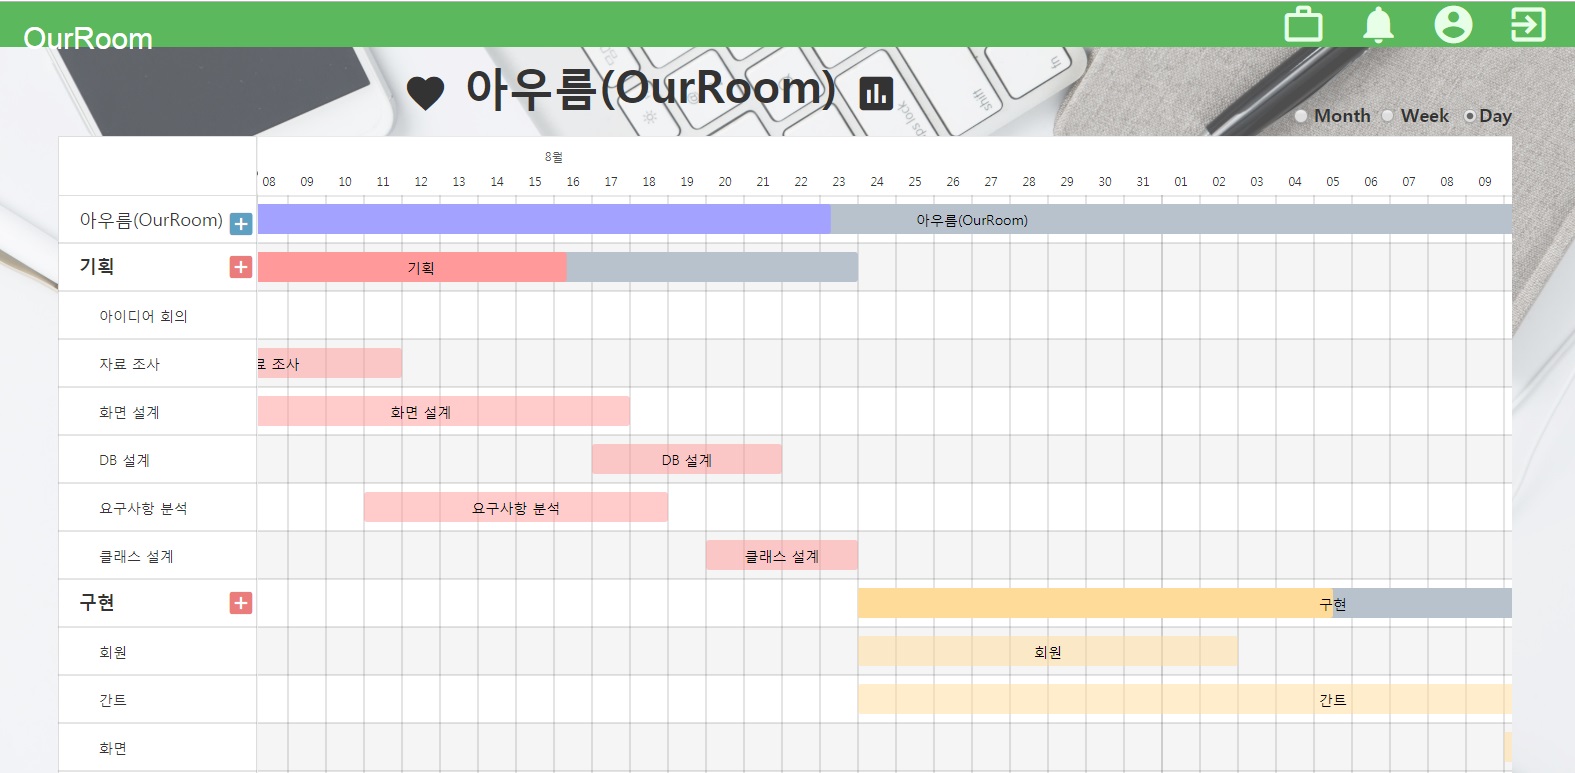 OurRoom
아우름(OurRoom)
Month Week Day
8월
08 09 10 11 12 13 14 15 16 17 18 19 20 21 22 23 24 25 26 27 28 29 30 31 01 02 03 04 05 06 07 08 09
아우름(OurRoom) 아우름(OurRoom)
기획 기획
아이디어 회의
자료 조사 료 조사
화면 설계 화면 설계
DB 설계 DB 설계
요구사항 분석 요구사항 분석
클래스 설계 클래스 설계
구현 구현
회원 회원
간트 간트
화면